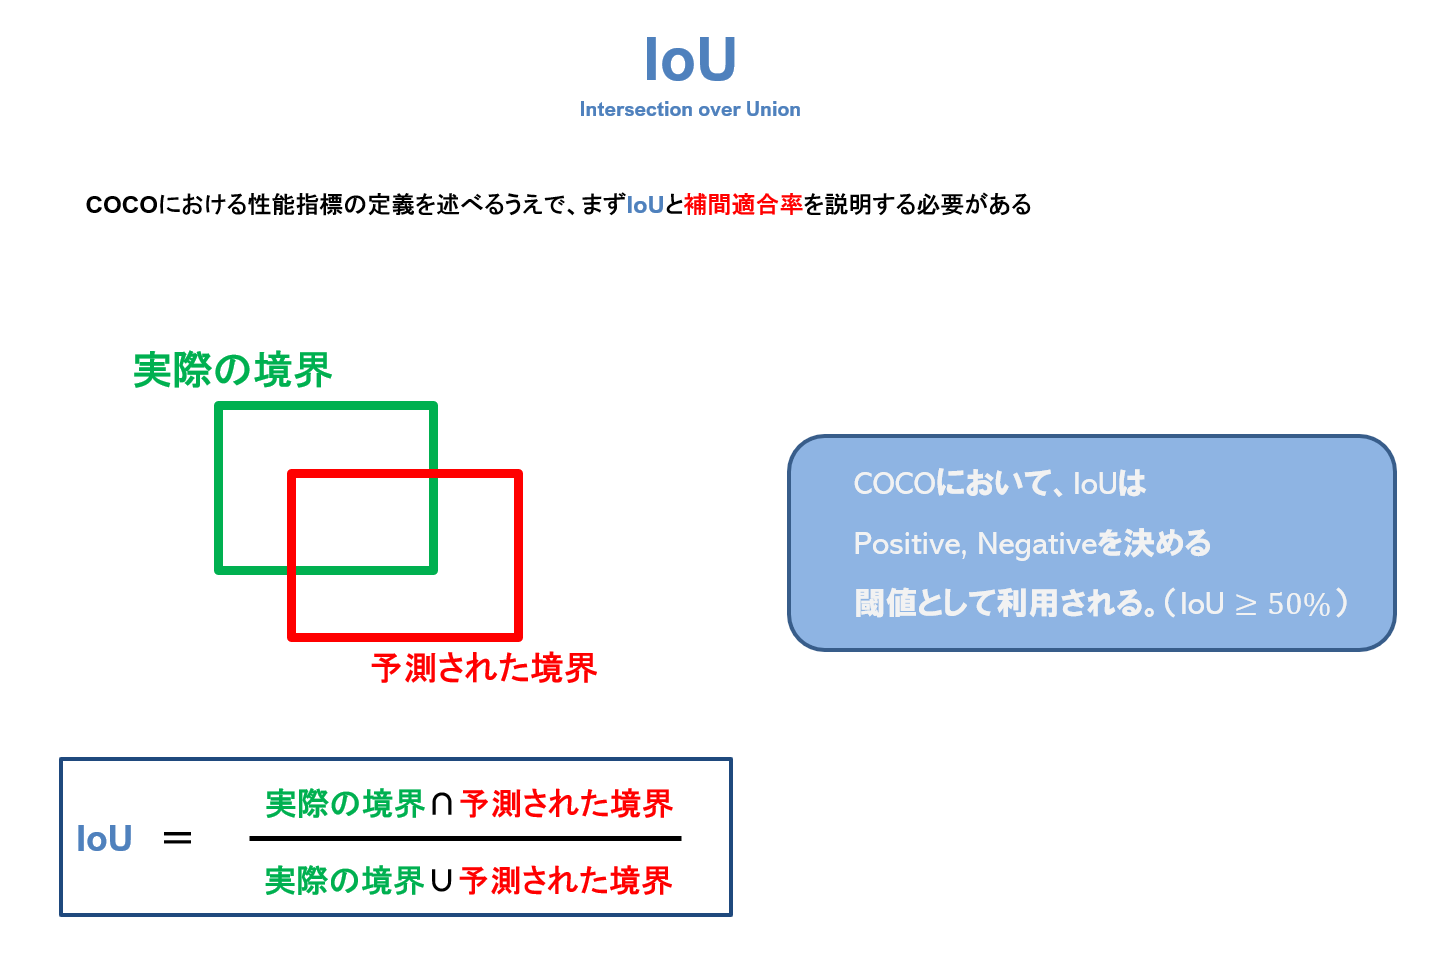 IoU
Intersection over Union
COCOにおける性能指標の定義を述べるうえで、まずIoUと補間適合率を説明する必要がある
実際の境界
予測された境界
COCOにおいて、IoUは
Positive, Negativeを決める
閾値として利用される。（IoU ≥ 50%）
実際の境界∩予測された境界
IoU ＝
実際の境界∪予測された境界